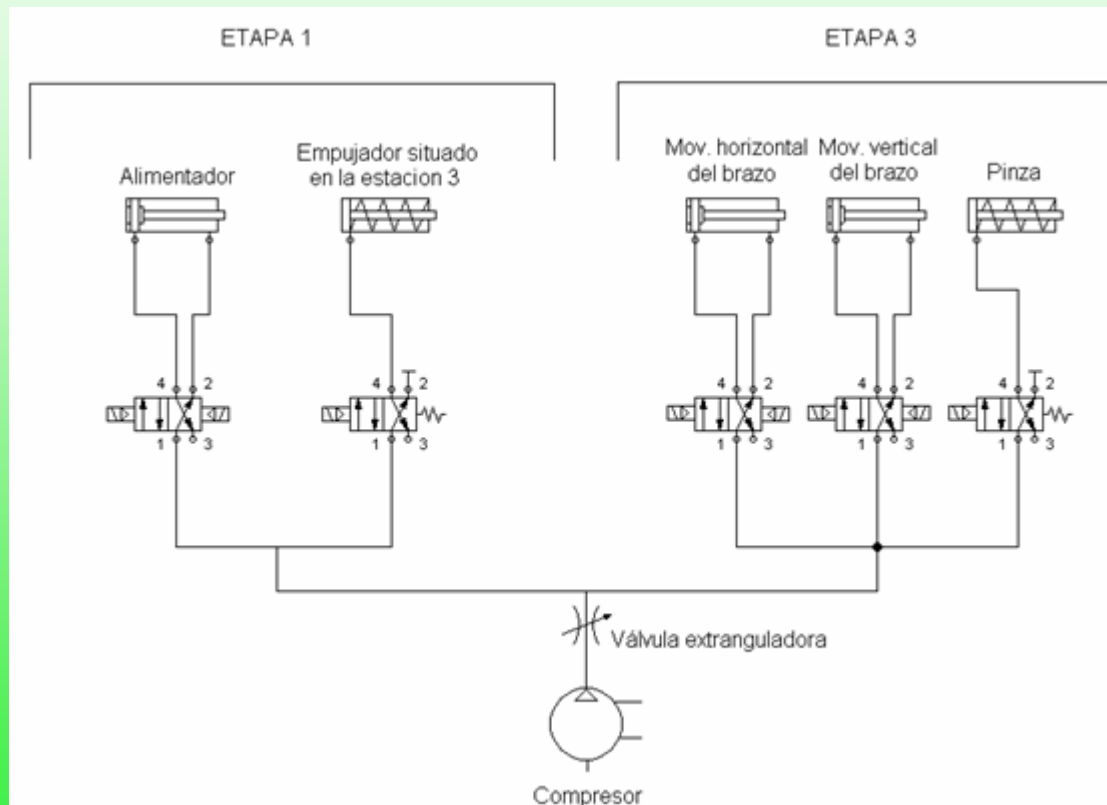 ETAPA 1
ETAPA 3
Alimentador
Empujador situado
en la estacion 3
Mov. horizontal
del brazo
Mov. vertical
del brazo
Pinza
4 2
1 3
4 2
1 3
4 2
1 3
4 2
1 3
4 2
1 3
Válvula extranguladora
Compresor